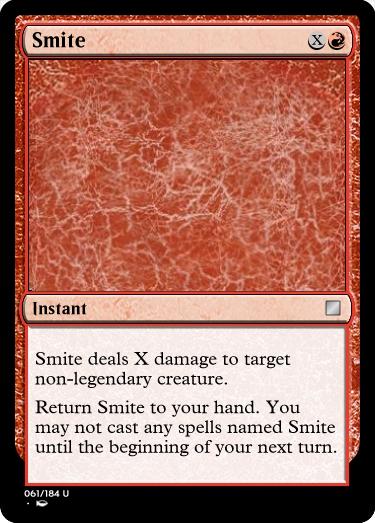 Smite X
Instant
Smite deals X damage to target
non-legendary creature.
Return Smite to your hand. You
may not cast any spells named Smite
until the beginning of your next turn.
061/184 U